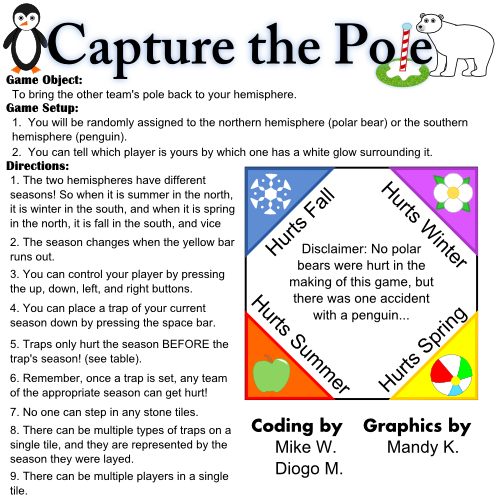 Capture the Pole
Game Object:
To bring the other team's pole back to your hemisphere.
Game Setup:
1. You will be randomly assigned to the northern hemisphere (polar bear) or the southern
hemisphere (penguin).
2. You can tell which player is yours by which one has a white glow surrounding it.
Directions:
1. The two hemispheres have different
seasons! So when it is summer in the north,
it is winter in the south, and when it is spring
in the north, it is fall in the south, and vice
2. The season changes when the yellow bar
runs out.
3. You can control your player by pressing
the up, down, left, and right buttons.
4. You can place a trap of your current
season down by pressing the space bar.
5. Traps only hurt the season BEFORE the
trap's season! (see table).
6. Remember, once a trap is set, any team
of the appropriate season can get hurt!
7. No one can step in any stone tiles.
8. There can be multiple types of traps on a
single tile, and they are represented by the
season they were layed.
9. There can be multiple players in a single
tile.
Hurts Fall
Hurts Winter
Disclaimer: No polar
bears were hurt in the
making of this game, but
there was one accident
with a penguin...
Hurts Summer
Hurts Spring
Coding by
Mike W.
Diogo M.
Graphics by
Mandy K.